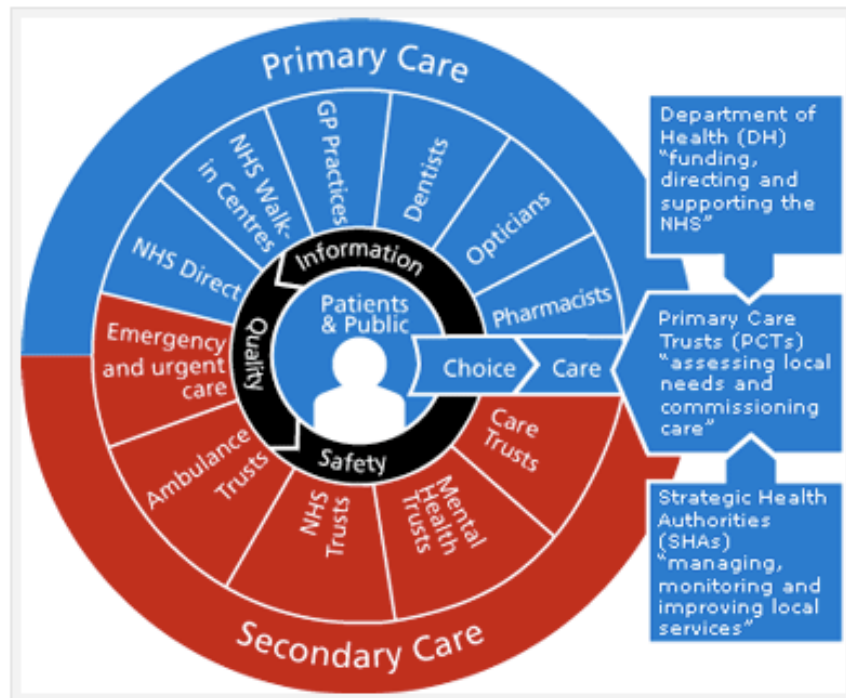 Primary Care
NHS Direct
NHS Walk-
in Centres
GP
Practices
Dentists
Opticians
Pharmacists
Information
Quality
Safety
Patients
& Public
Choice
Care
Emergency
and urgent
care
Ambulance
Trusts
NHS
Trusts
Mental
Health
Trusts
Care
Trusts
Secondary Care
Department of
Health (DH)
"funding,
directing and
supporting the
NHS"
Primary Care
Trusts (PCTs)
"assessing local
needs and
commissioning
care"
Strategic Health
Authorities
(SHAs)
"managing,
monitoring and
improving local
services"